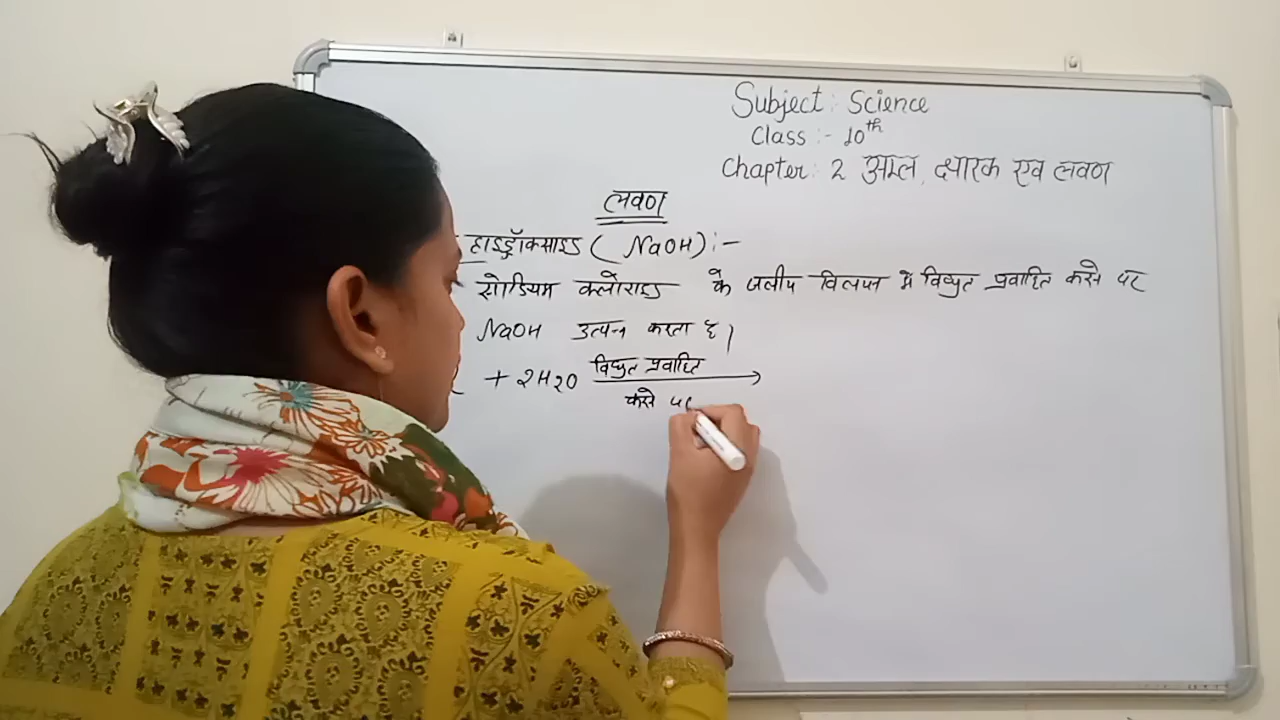 Subject: Science
Class :- 10th
Chapter: 2 अम्ल, क्षारक एव लवण
लवण
हाइड्रॉक्साइड ( NaOH ) :-
सोडियम क्लोराइड के जलीय विलयन मे विद्युत प्रवाहित करने पर
NaOH उत्पन्न करता है।
+ 2H2O विद्युत प्रवाहित
करने पर